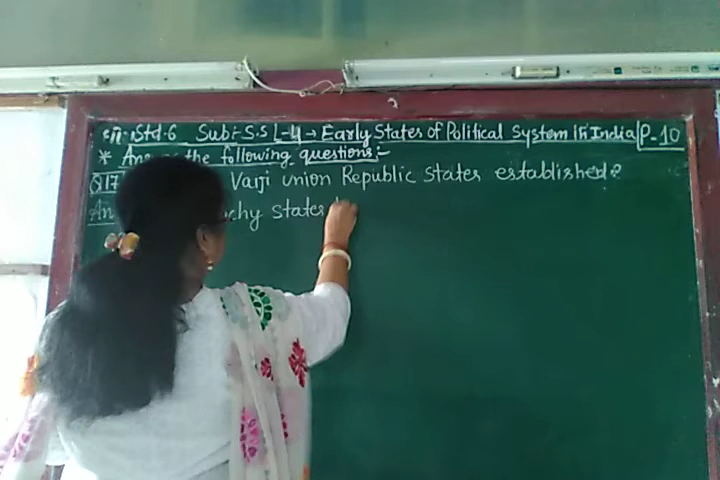 Std.6 Sub:-S.S L-4 → Early States of Political System in India P-10
* the following questions:-
Q17 Vajji union Republic states established?
states